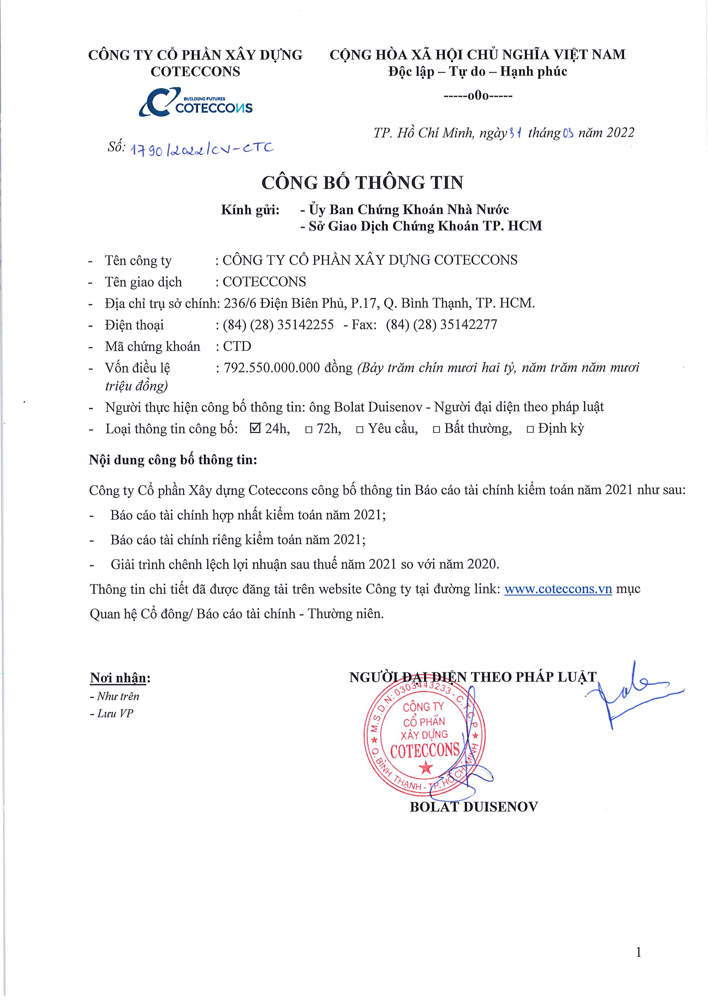 CÔNG TY CỔ PHẦN XÂY DỰNG
COTECCONS
BUILDING FUTURES
COTECCONS
Số: 1790/2022/CV-CTC
CỘNG HÒA XÃ HỘI CHỦ NGHĨA VIỆT NAM
Độc lập – Tự do – Hạnh phúc
-----o0o-----
TP. Hồ Chí Minh, ngày 31 tháng 03 năm 2022
CÔNG BỐ THÔNG TIN
Kính gửi: - Ủy Ban Chứng Khoán Nhà Nước
- Sở Giao Dịch Chứng Khoán TP. HCM
- Tên công ty : CÔNG TY CỔ PHẦN XÂY DỰNG COTECCONS
- Tên giao dịch : COTECCONS
- Địa chỉ trụ sở chính: 236/6 Điện Biên Phủ, P.17, Q. Bình Thạnh, TP. HCM.
- Điện thoại : (84) (28) 35142255 - Fax: (84) (28) 35142277
- Mã chứng khoán : CTD
- Vốn điều lệ : 792.550.000.000 đồng (Bảy trăm chín mươi hai tỷ, năm trăm năm mươi
triệu đồng)
- Người thực hiện công bố thông tin: ông Bolat Duisenov - Người đại diện theo pháp luật
- Loại thông tin công bố: ☑ 24h, □ 72h, □ Yêu cầu, □ Bất thường, □ Định kỳ
Nội dung công bố thông tin:
Công ty Cổ phần Xây dựng Coteccons công bố thông tin Báo cáo tài chính kiểm toán năm 2021 như sau:
- Báo cáo tài chính hợp nhất kiểm toán năm 2021;
- Báo cáo tài chính riêng kiểm toán năm 2021;
- Giải trình chênh lệch lợi nhuận sau thuế năm 2021 so với năm 2020.
Thông tin chi tiết đã được đăng tải trên website Công ty tại đường link: www.coteccons.vn mục
Quan hệ Cổ đông/ Báo cáo tài chính - Thường niên.
Nơi nhận:
- Như trên
- Lưu VP
NGƯỜI ĐẠI DIỆN THEO PHÁP LUẬT
M.S.D.N: 0303443233 - C.T.C.P
CÔNG TY
CỔ PHẦN
XÂY DỰNG
COTECCONS
Q. BÌNH THẠNH - TP. HỒ CHÍ MINH
BOLAT DUISENOV
1